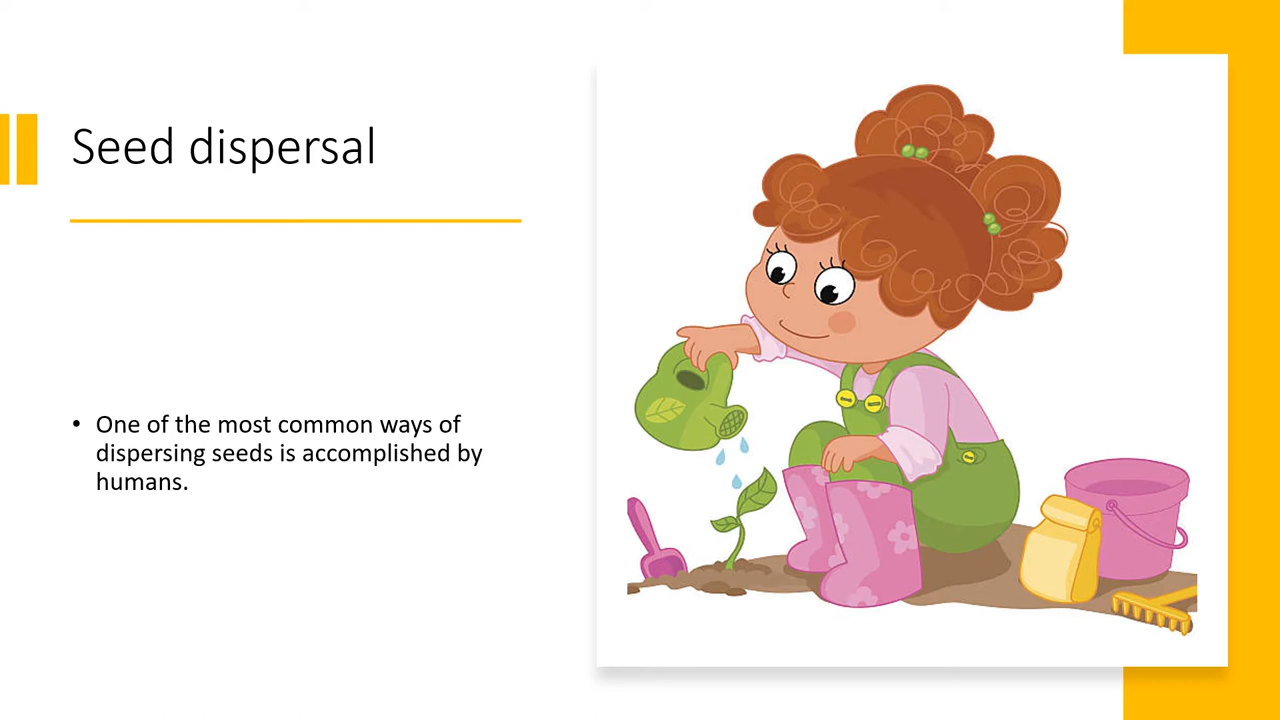 Seed dispersal
• One of the most common ways of
dispersing seeds is accomplished by
humans.